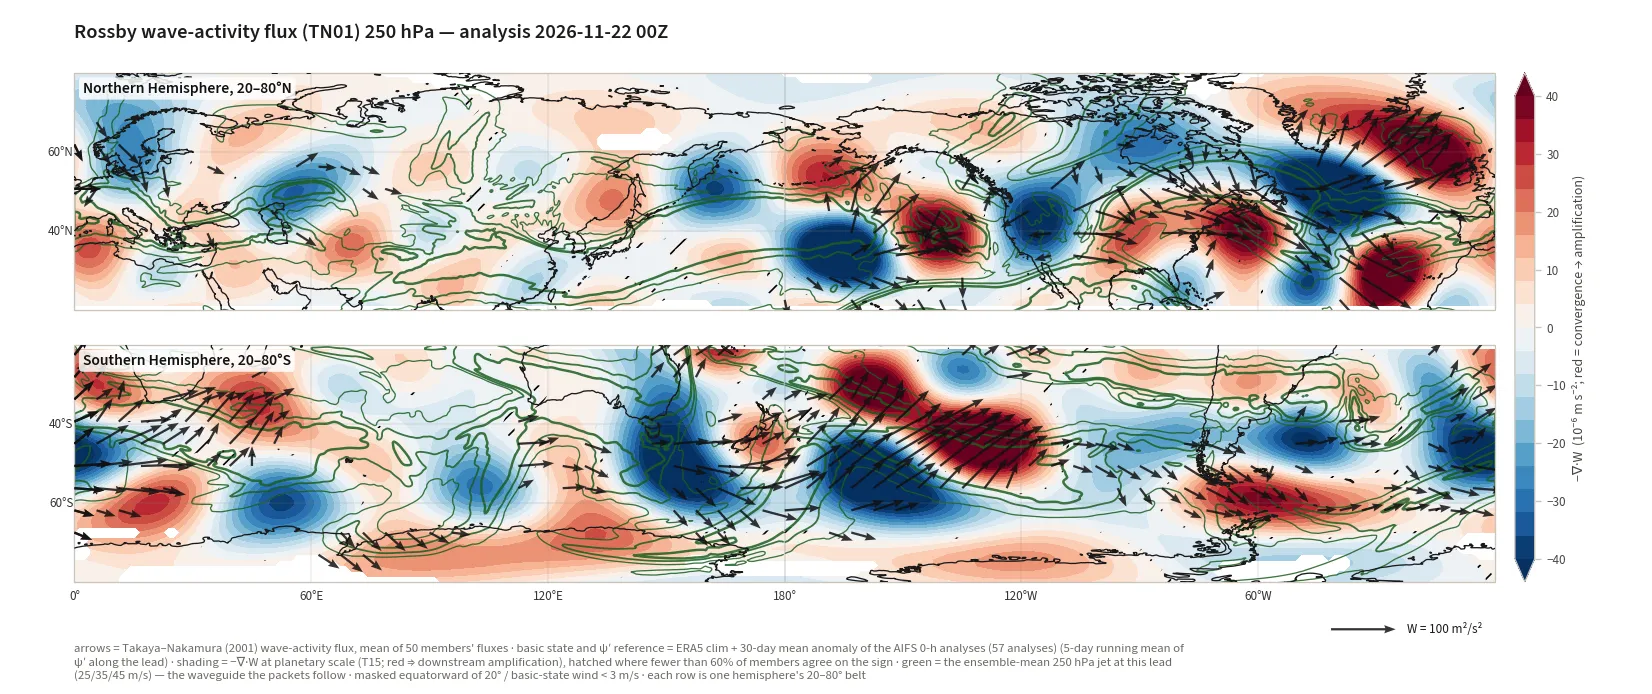 Rossby wave-activity flux (TN01) 250 hPa — analysis 2026-11-22 00Z
Northern Hemisphere, 20–80°N
60°N
40°N
Southern Hemisphere, 20–80°S
40°S
60°S
0°
60°E
120°E
180°
120°W
60°W
40
30
20
10
0
−10
−20
−30
−40
−∇·W (10⁻⁶ m s⁻²; red = convergence → amplification)
W = 100 m²/s²
arrows = Takaya–Nakamura (2001) wave-activity flux, mean of 50 members' fluxes · basic state and ψ' reference = ERA5 clim + 30-day mean anomaly of the AIFS 0-h analyses (57 analyses) (5-day running mean of
ψ' along the lead) · shading = −∇·W at planetary scale (T15; red ⇒ downstream amplification), hatched where fewer than 60% of members agree on the sign · green = the ensemble-mean 250 hPa jet at this lead
(25/35/45 m/s) — the waveguide the packets follow · masked equatorward of 20° / basic-state wind < 3 m/s · each row is one hemisphere's 20–80° belt